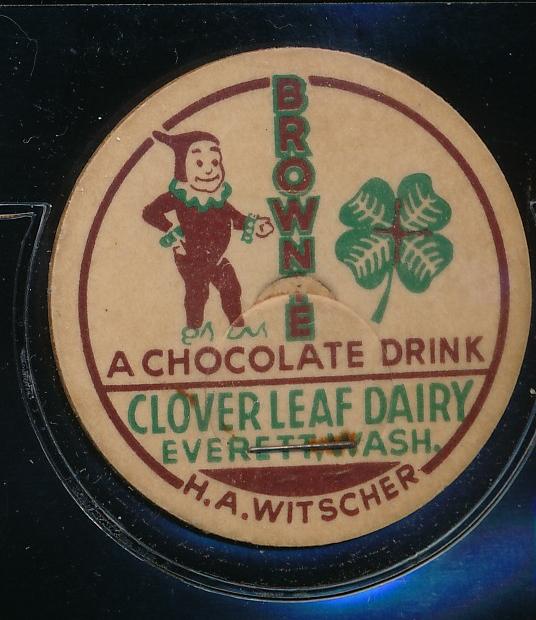 BROWNIE
A CHOCOLATE DRINK
CLOVER LEAF DAIRY
EVERETT, WASH.
H.A. WITSCHER